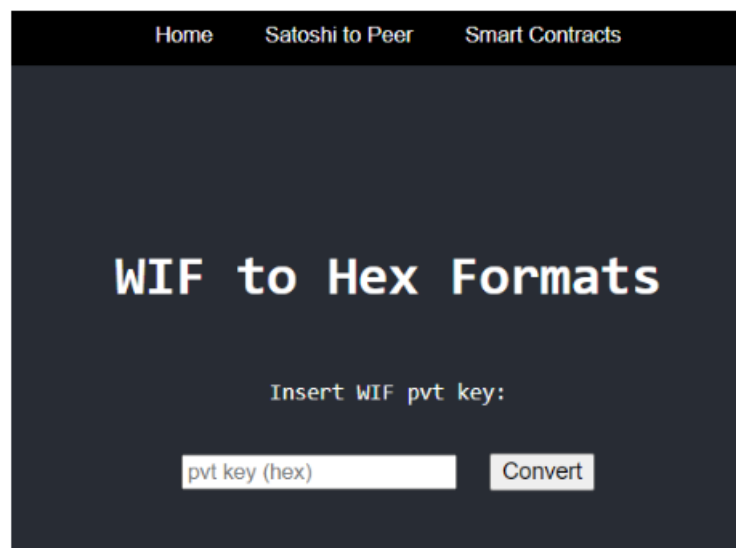 Home Satoshi to Peer Smart Contracts
WIF to Hex Formats
Insert WIF pvt key:
pvt key (hex) Convert